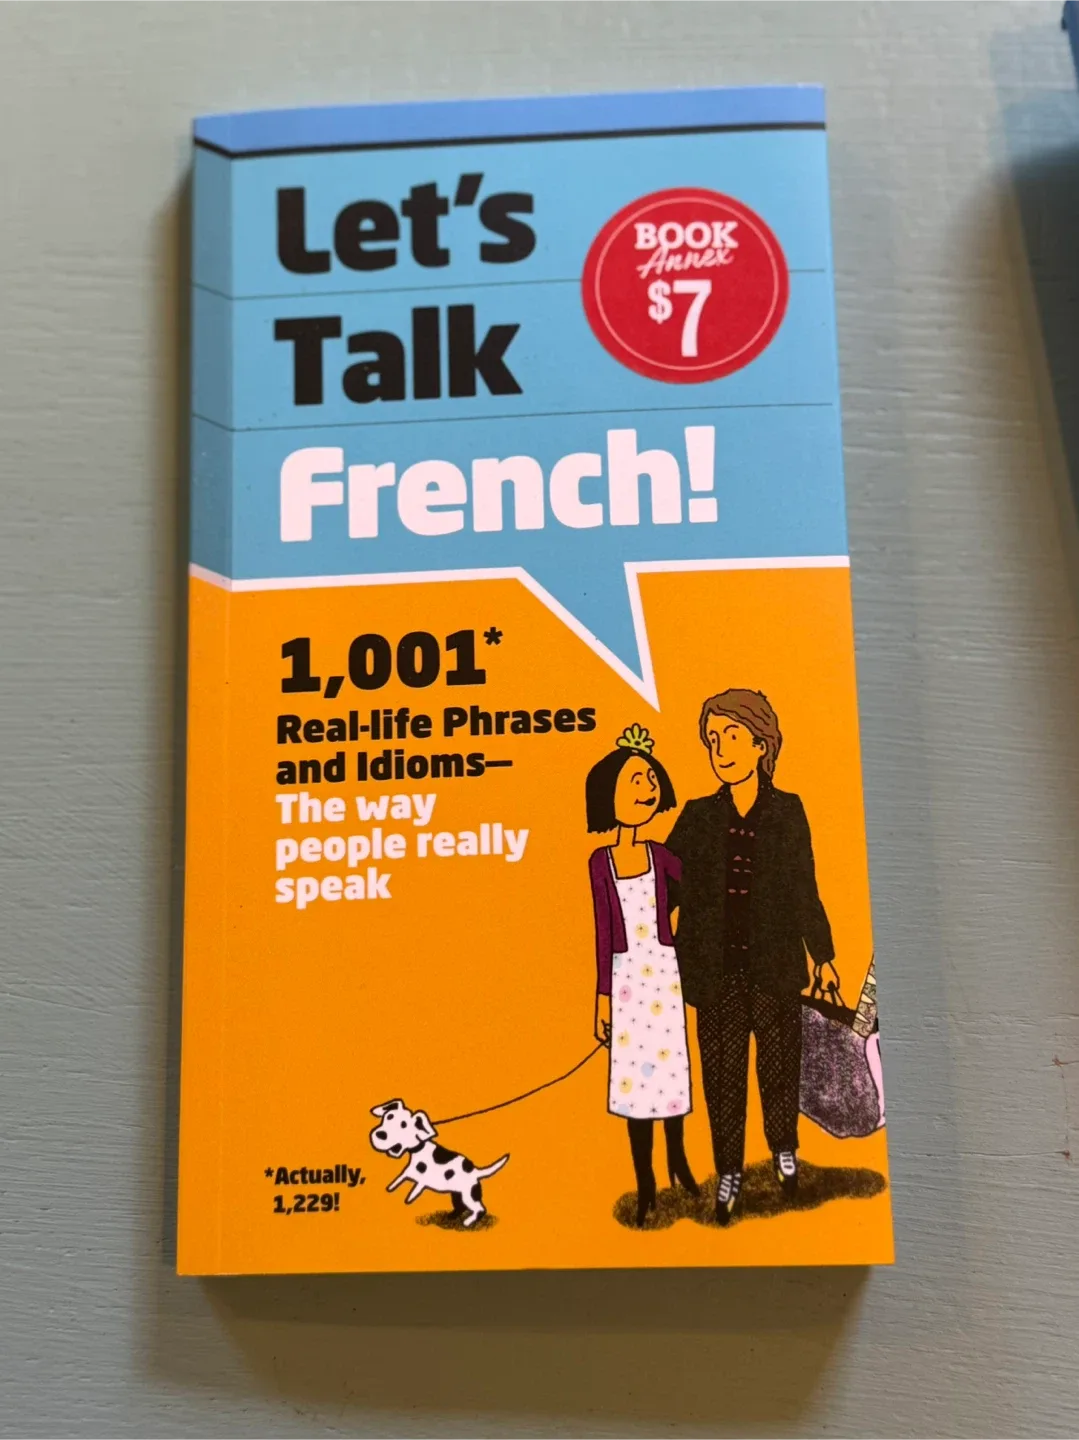 Let's
Talk
French!
BOOK
Annex
$7
1,001*
Real-life Phrases
and Idioms—
The way
people really
speak
*Actually,
1,229!